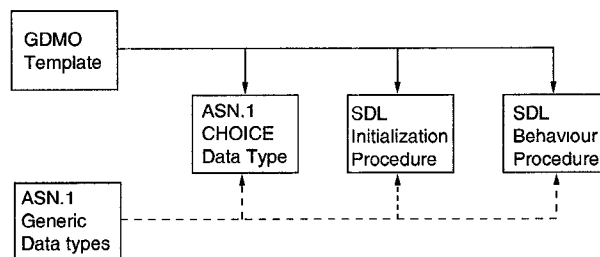 GDMO
Template
ASN.1
CHOICE
Data Type
SDL
Initialization
Procedure
SDL
Behaviour
Procedure
ASN.1
Generic
Data types